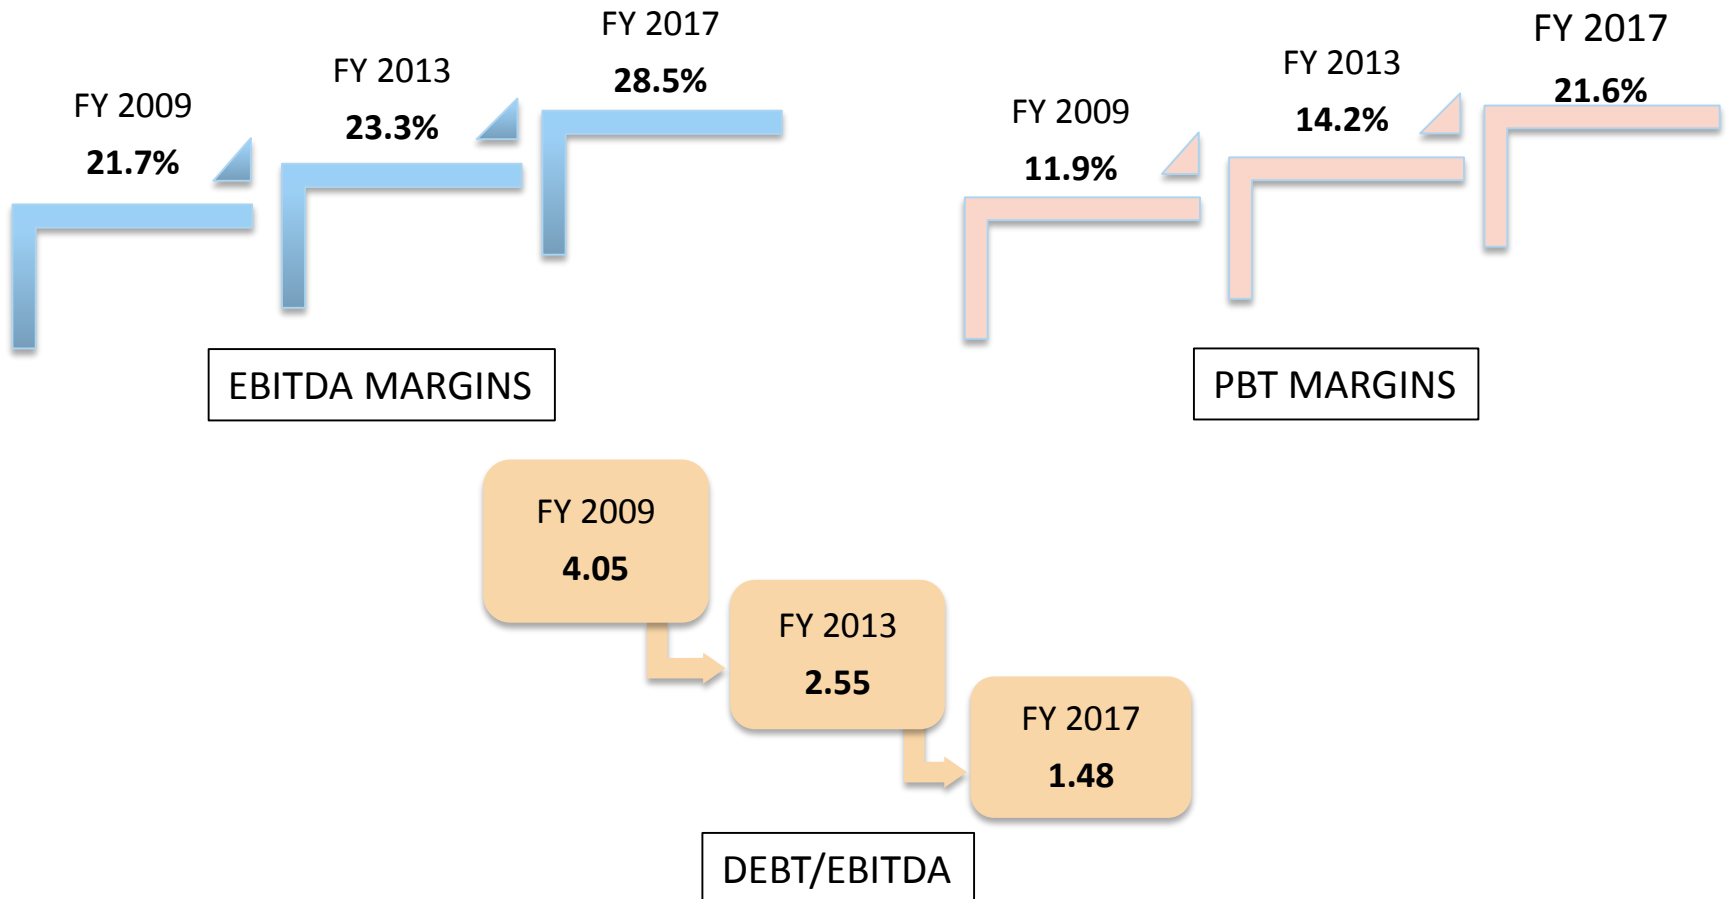 FY 2009
21.7%
FY 2013
23.3%
FY 2017
28.5%
EBITDA MARGINS
FY 2009
11.9%
FY 2013
14.2%
FY 2017
21.6%
PBT MARGINS
FY 2009
4.05
FY 2013
2.55
FY 2017
1.48
DEBT/EBITDA